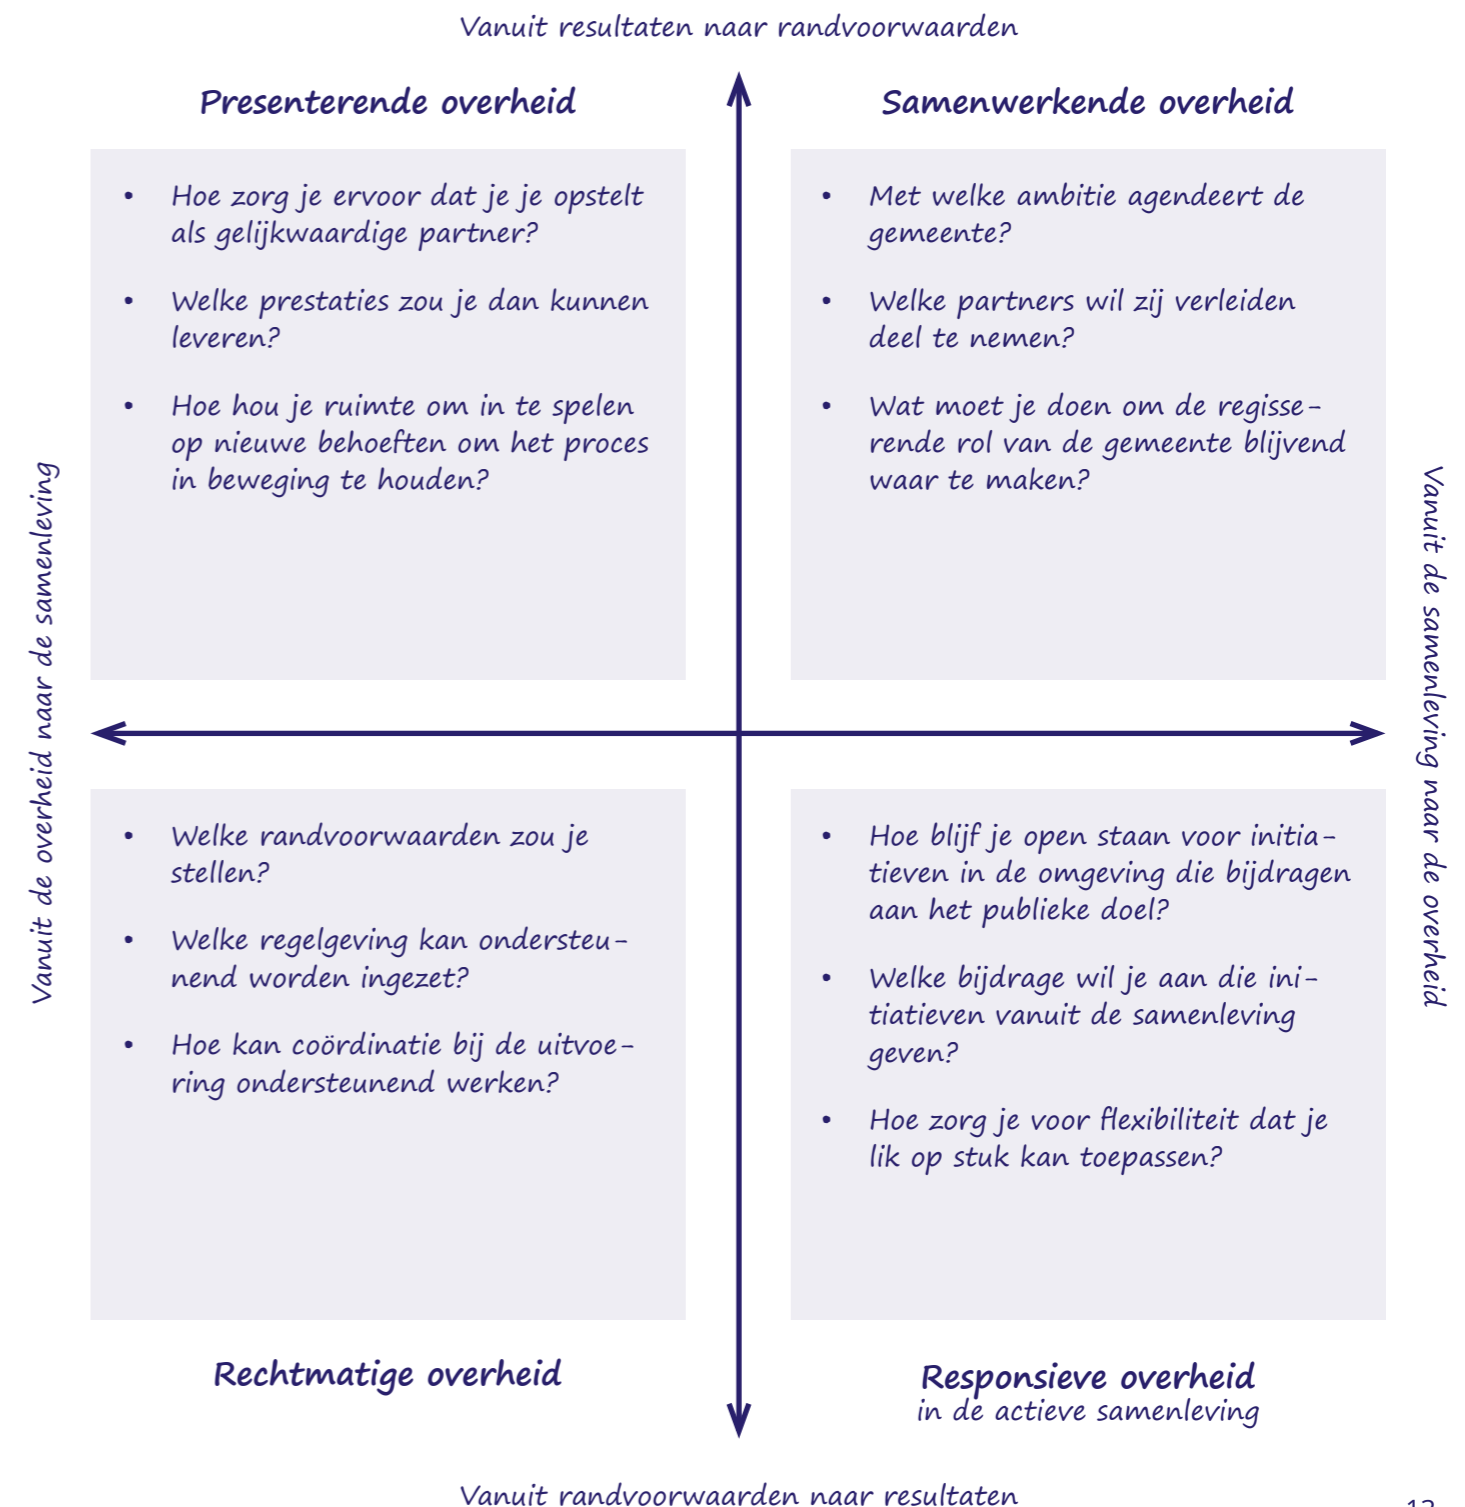 Vanuit resultaten naar randvoorwaarden
Presenterende overheid
• Hoe zorg je ervoor dat je je opstelt
als gelijkwaardige partner?
• Welke prestaties zou je dan kunnen
leveren?
• Hoe hou je ruimte om in te spelen
op nieuwe behoeften om het proces
in beweging te houden?
Samenwerkende overheid
• Met welke ambitie agendeert de
gemeente?
• Welke partners wil zij verleiden
deel te nemen?
• Wat moet je doen om de regisse-
rende rol van de gemeente blijvend
waar te maken?
Vanuit de overheid naar de samenleving
Vanuit de samenleving naar de overheid
• Welke randvoorwaarden zou je
stellen?
• Welke regelgeving kan ondersteu-
nend worden ingezet?
• Hoe kan coördinatie bij de uitvoe-
ring ondersteunend werken?
Rechtmatige overheid
• Hoe blijf je open staan voor initia-
tieven in de omgeving die bijdragen
aan het publieke doel?
• Welke bijdrage wil je aan die ini-
tiatieven vanuit de samenleving
geven?
• Hoe zorg je voor flexibiliteit dat je
lik op stuk kan toepassen?
Responsieve overheid
in de actieve samenleving
Vanuit randvoorwaarden naar resultaten